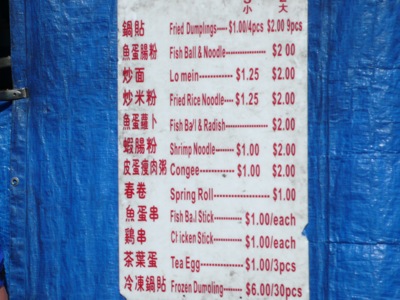 小 大
鍋貼 Fried Dumplings----$1.00/4pcs $2.00 9pcs
魚蛋腸粉 Fish Ball & Noodle-------------- $2 00
炒面 Lo mein------------ $1.25 $2.00
炒米粉 Fried Rice Noodle---- $1.25 $2.00
魚蛋蘿卜 Fish Ball & Radish--------------- $2.00
蝦腸粉 Shrimp Noodle------- $1.00 $2.00
皮蛋瘦肉粥 Congee------------- $1.00 $2.00
春卷 Spring Roll--------------------- $1.00
魚蛋串 Fish Ball Stick----------- $1.00/each
鷄串 Chicken Stick----------- $1.00/each
茶葉蛋 Tea Egg---------------- $1.00/3pcs
冷凍鍋貼 Frozen Dumoling------- $6.00/30pcs